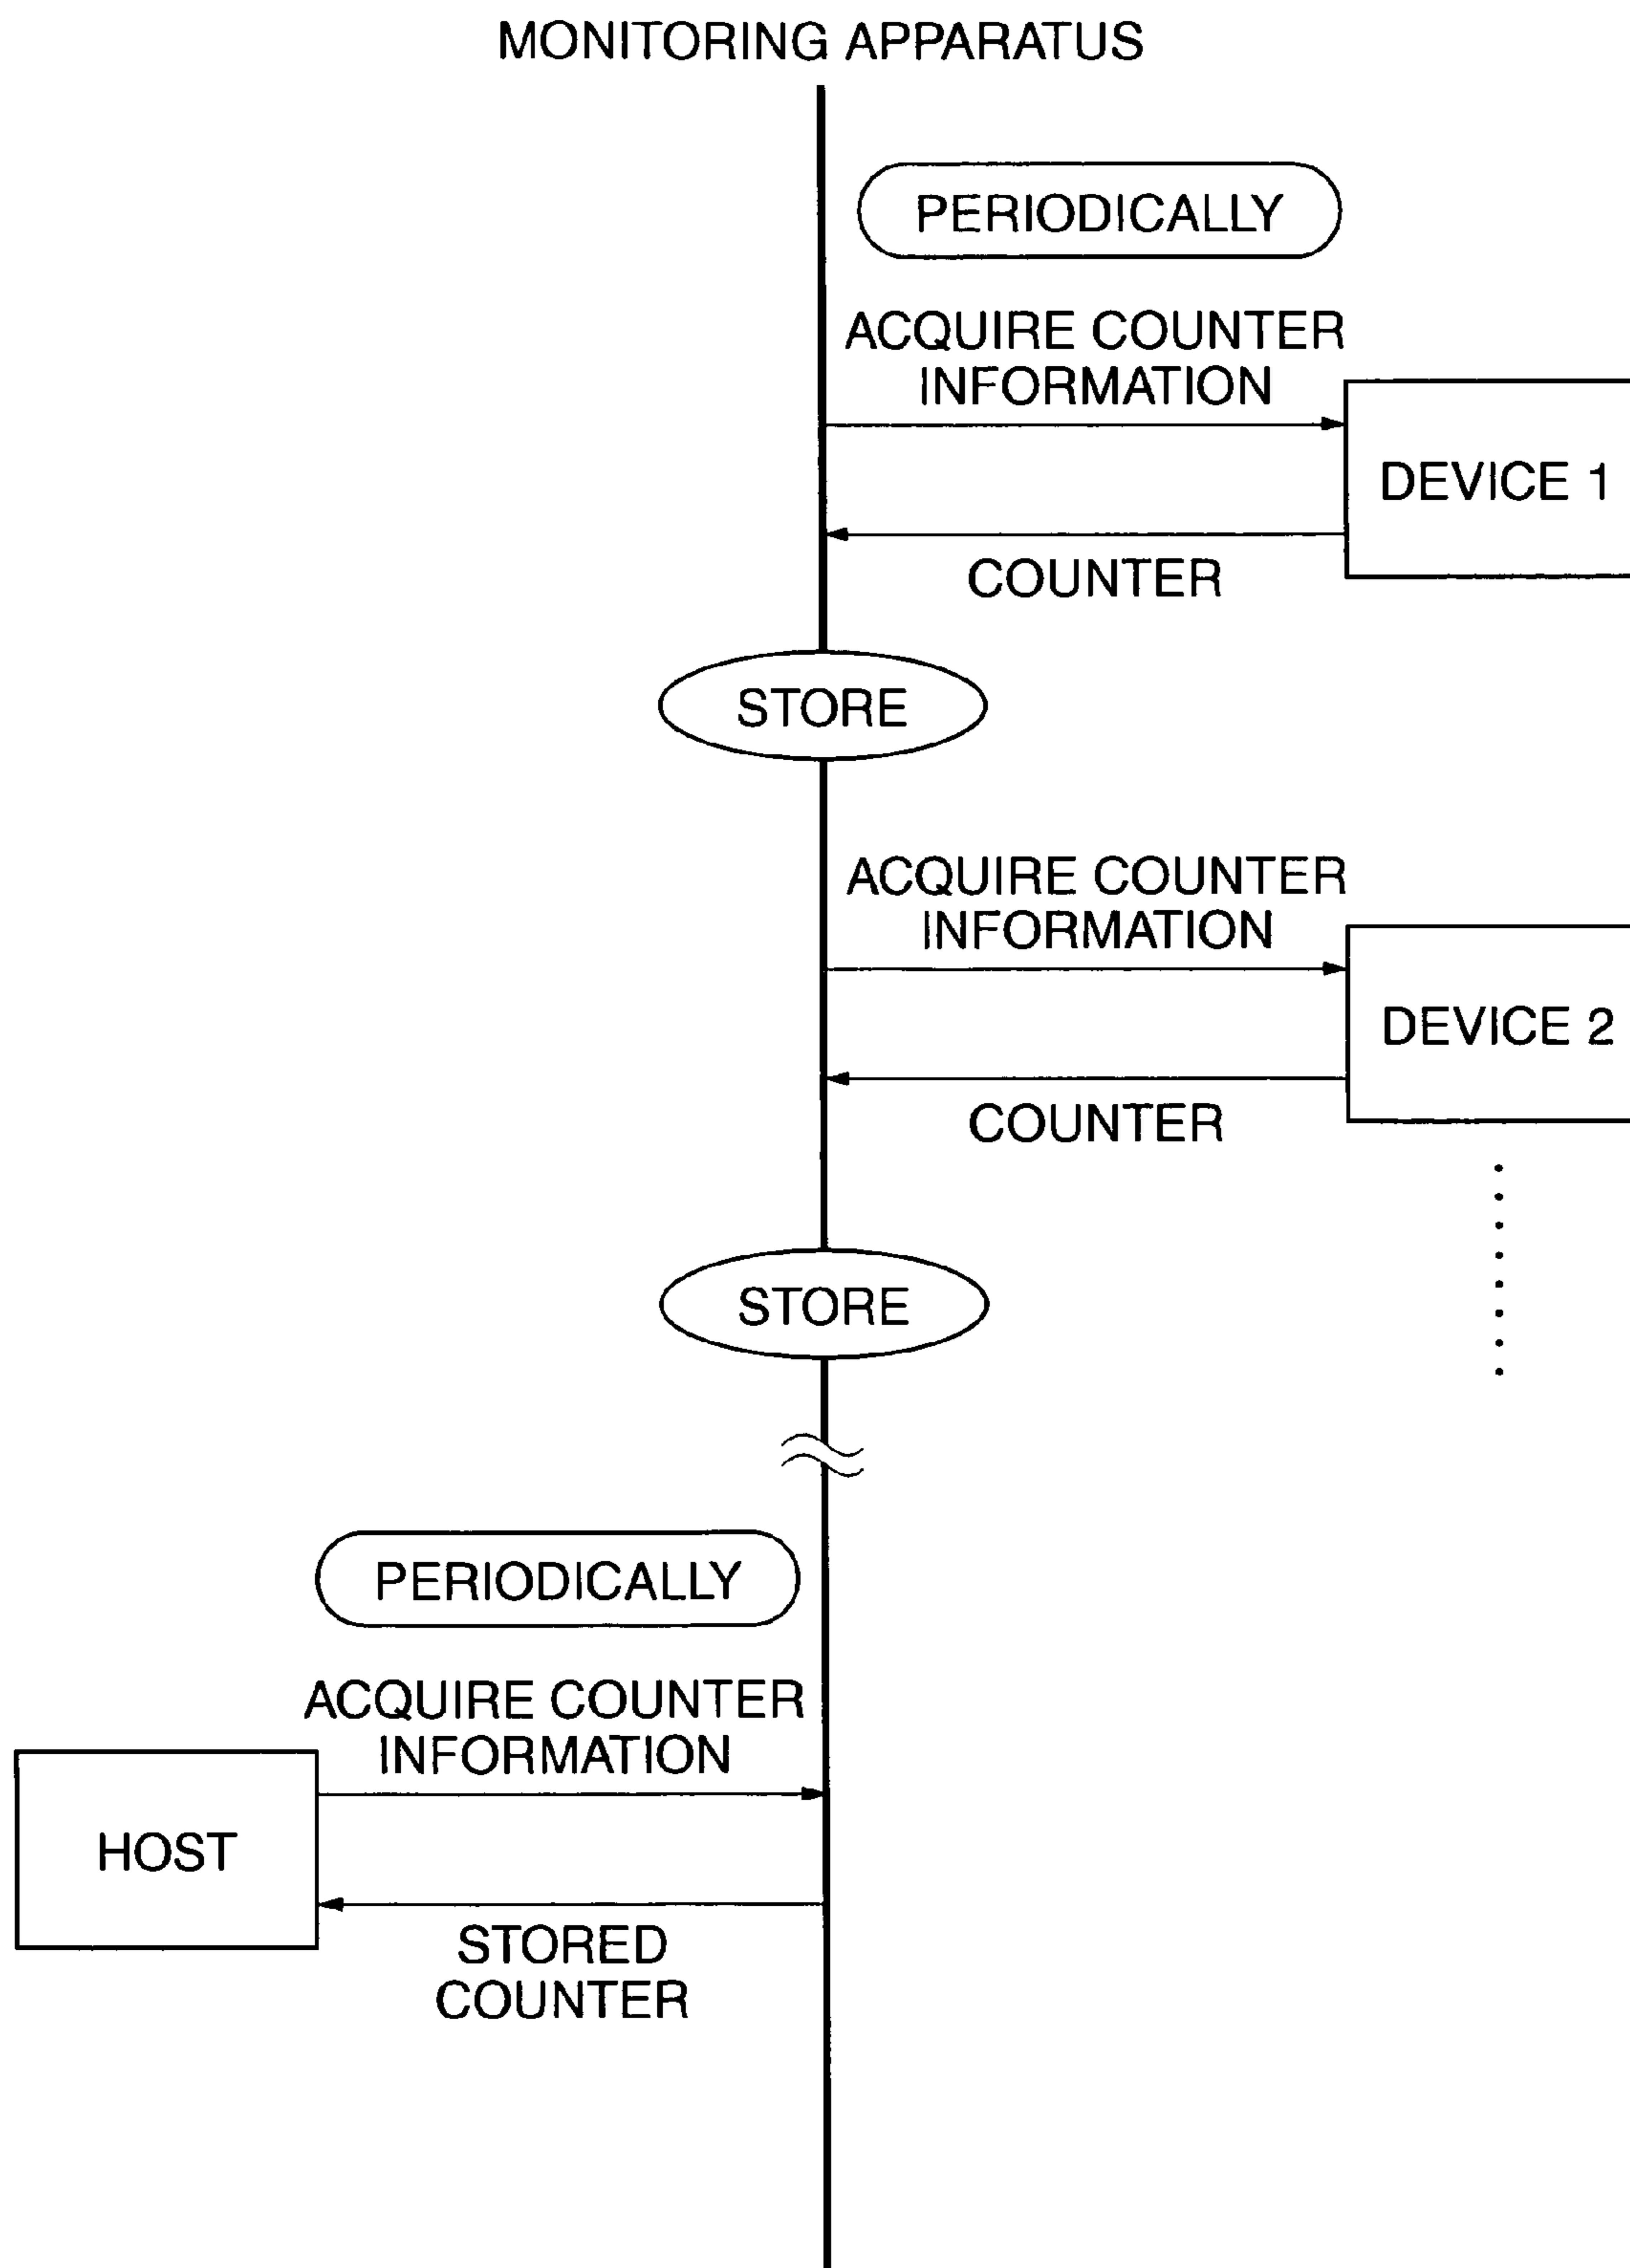 MONITORING APPARATUS
PERIODICALLY
ACQUIRE COUNTER
INFORMATION
DEVICE 1
COUNTER
STORE
ACQUIRE COUNTER
INFORMATION
DEVICE 2
COUNTER
STORE
PERIODICALLY
ACQUIRE COUNTER
INFORMATION
HOST
STORED
COUNTER